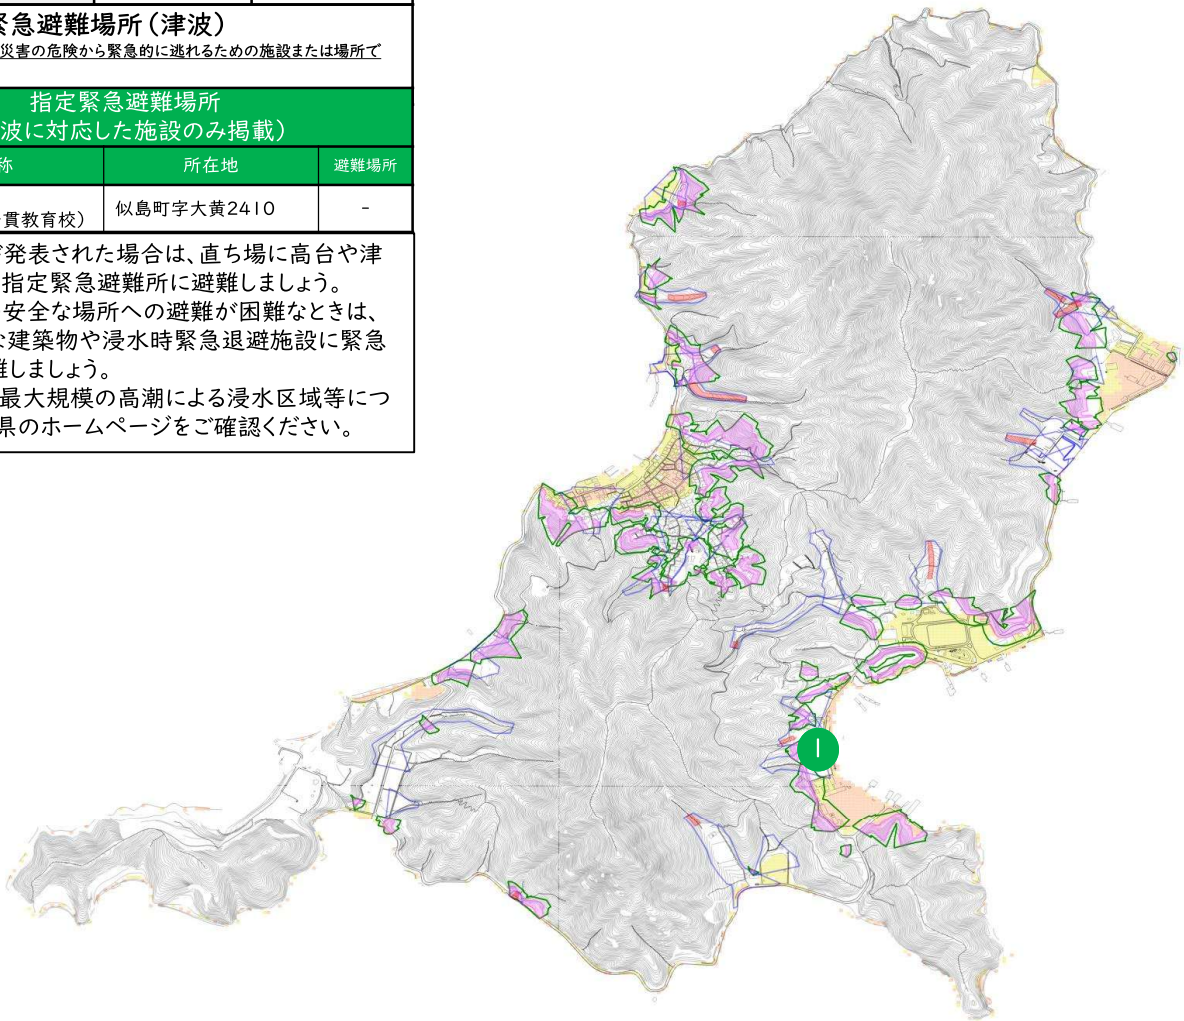 緊急避難場所（津波）
災害の危険から緊急的に逃れるための施設または場所で
指定緊急避難場所
波に対応した施設のみ掲載）
称
所在地
避難場所
貫教育校）
似島町字大黄2410
-
発表された場合は、直ち場に高台や津
指定緊急避難所に避難しましょう。
安全な場所への避難が困難なときは、
な建築物や浸水時緊急退避施設に緊急
難しましょう。
最大規模の高潮による浸水区域等につ
県のホームページをご確認ください。
1